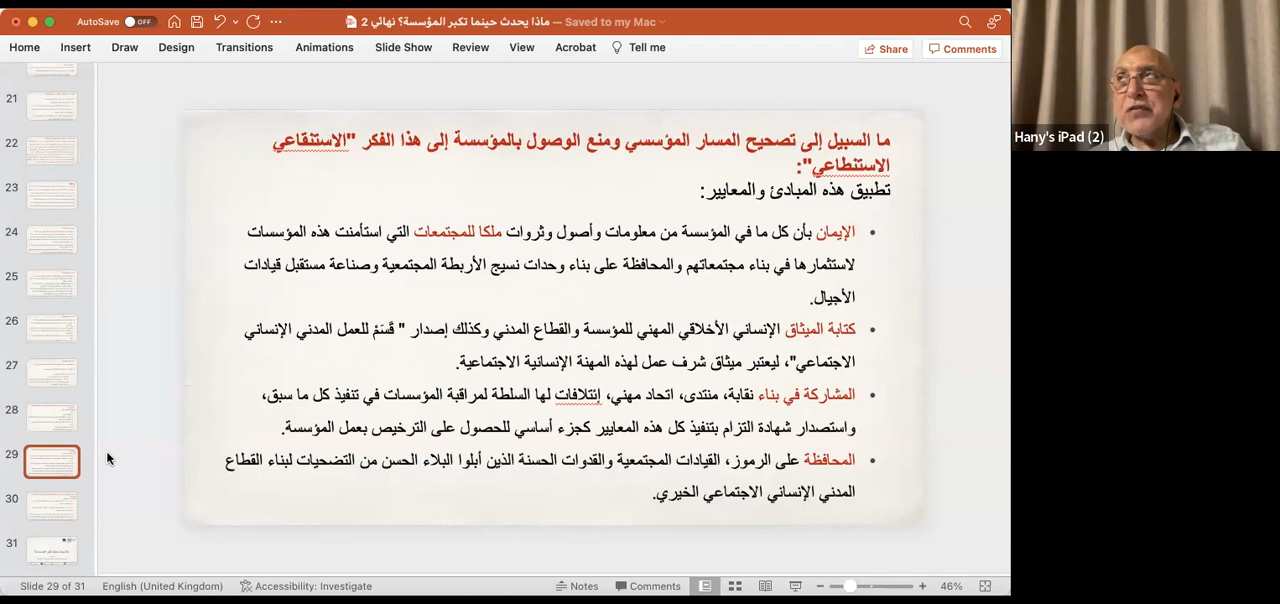 AutoSave OFF
ماذا يحدث حينما تكبر المؤسسة؟ نهائي 2 — Saved to my Mac
Home Insert Draw Design Transitions Animations Slide Show Review View Acrobat Tell me
Share Comments
Hany's iPad (2)
ما السبيل إلى تصحيح المسار المؤسسي ومنع الوصول بالمؤسسة إلى هذا الفكر "الاستنقاعي
الاستنطاعي":
تطبيق هذه المبادئ والمعايير:
• الإيمان بأن كل ما في المؤسسة من معلومات وأصول وثروات ملكا للمجتمعات التي استأمنت هذه المؤسسات
لاستثمارها في بناء مجتمعاتهم والمحافظة على بناء وحدات نسيج الأربطة المجتمعية وصناعة مستقبل قيادات
الأجيال.
• كتابة الميثاق الإنساني الأخلاقي المهني للمؤسسة والقطاع المدني وكذلك إصدار " قَسَمْ للعمل المدني الإنساني
الاجتماعي"، ليعتبر ميثاق شرف عمل لهذه المهنة الإنسانية الاجتماعية.
• المشاركة في بناء نقابة، منتدى، اتحاد مهني، إئتلافات لها السلطة لمراقبة المؤسسات في تنفيذ كل ما سبق،
واستصدار شهادة التزام بتنفيذ كل هذه المعايير كجزء أساسي للحصول على الترخيص بعمل المؤسسة.
• المحافظة على الرموز، القيادات المجتمعية والقدوات الحسنة الذين أبلوا البلاء الحسن من التضحيات لبناء القطاع
المدني الإنساني الاجتماعي الخيري.
21
22
23
24
25
26
27
28
29
30
31
Slide 29 of 31 English (United Kingdom) Accessibility: Investigate Notes Comments 46%